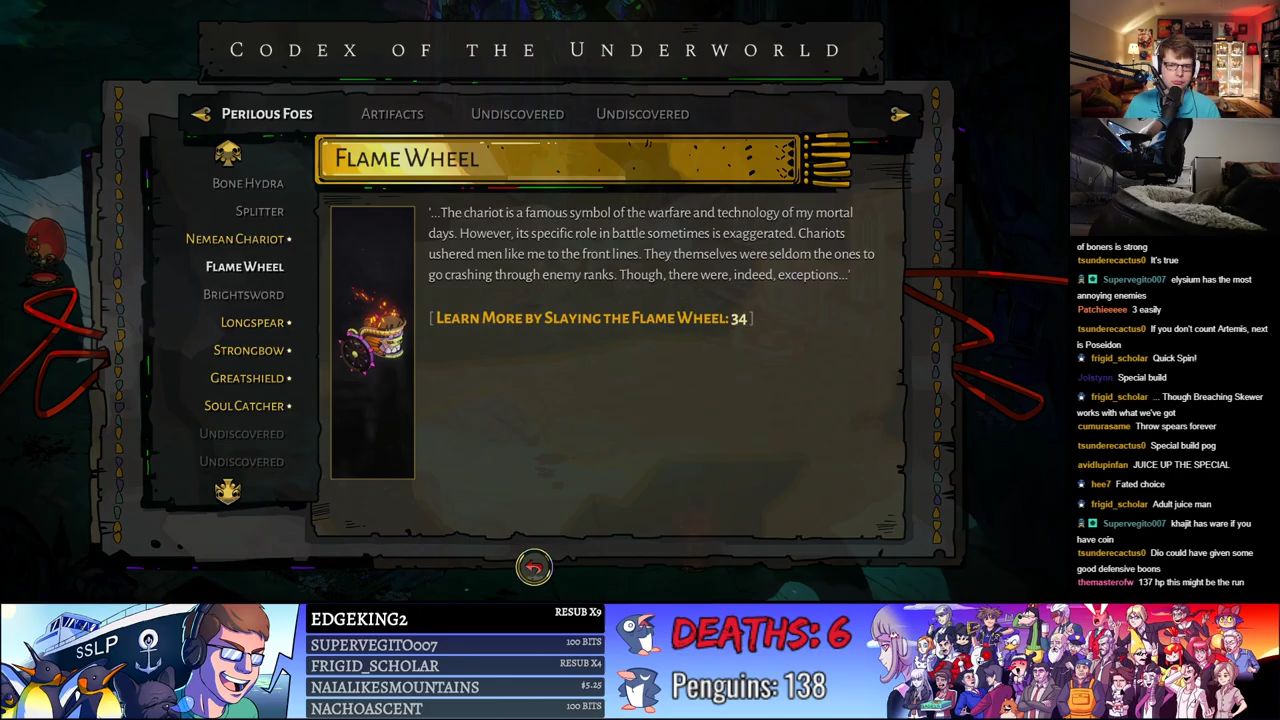 Codex of the Underworld
Perilous Foes
Artifacts
Undiscovered
Undiscovered
Bone Hydra
Splitter
Nemean Chariot
Flame Wheel
Brightsword
Longspear
Strongbow
Greatshield
Soul Catcher
Undiscovered
Undiscovered
Flame Wheel
'...The chariot is a famous symbol of the warfare and technology of my mortal
days. However, its specific role in battle sometimes is exaggerated. Chariots
ushered men like me to the front lines. They themselves were seldom the ones to
go crashing through enemy ranks. Though, there were, indeed, exceptions...'
[ Learn More by Slaying the Flame Wheel: 34 ]
of boners is strong
tsunderecactus0 It's true
Supervegito007 elysium has the most
annoying enemies
Patchieeeee 3 easily
tsunderecactus0 If you don't count Artemis, next
is Poseidon
frigid_scholar Quick Spin!
Jolstynn Special build
frigid_scholar ... Though Breaching Skewer
works with what we've got
cumurasame Throw spears forever
tsunderecactus0 Special build pog
avidlupinfan JUICE UP THE SPECIAL
hee7 Fated choice
frigid_scholar Adult juice man
Supervegito007 khajit has ware if you
have coin
tsunderecactus0 Dio could have given some
good defensive boons
themasterofw 137 hp this might be the run
SSLP
EDGEKING2 RESUB X9
SUPERVEGITO007 100 BITS
FRIGID_SCHOLAR RESUB X4
NAIALIKESMOUNTAINS $5.25
NACHOASCENT 100 BITS
DEATHS: 6
Penguins: 138